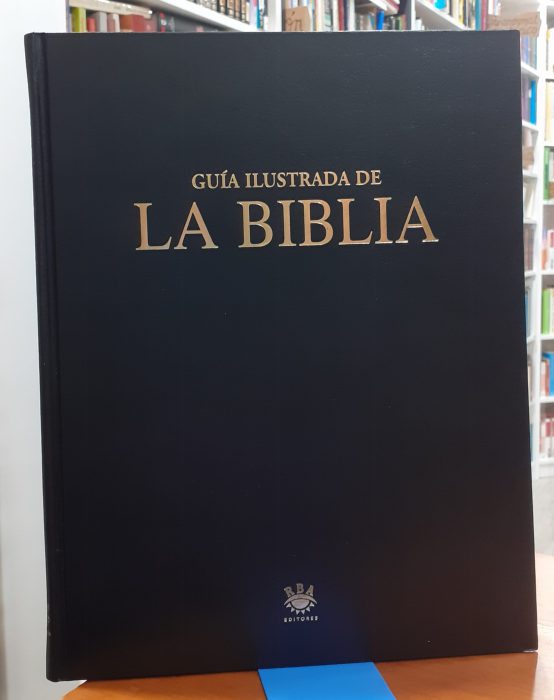 GUÍA ILUSTRADA DE
LA BIBLIA
RBA
EDITORES